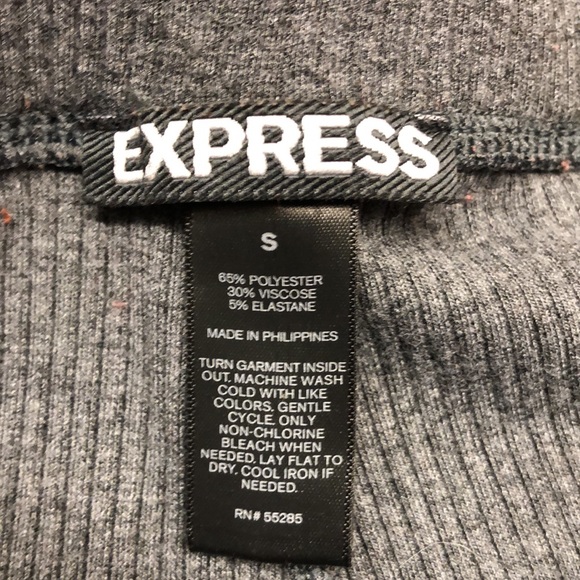 EXPRESS
S
65% POLYESTER
30% VISCOSE
5% ELASTANE
MADE IN PHILIPPINES
TURN GARMENT INSIDE
OUT. MACHINE WASH
COLD WITH LIKE
COLORS. GENTLE
CYCLE. ONLY
NON-CHLORINE
BLEACH WHEN
NEEDED. LAY FLAT TO
DRY. COOL IRON IF
NEEDED.
RN# 55285